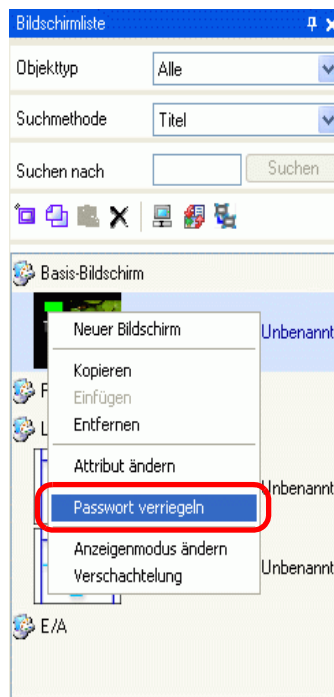 Bildschirmliste
Objekttyp Alle
Suchmethode Titel
Suchen nach Suchen
Basis-Bildschirm
Neuer Bildschirm
Unbenannt
Kopieren
Einfügen
F
Entfernen
L
Attribut ändern
Passwort verriegeln
Unbenannt
Anzeigenmodus ändern
Verschachtelung
Unbenannt
E/A